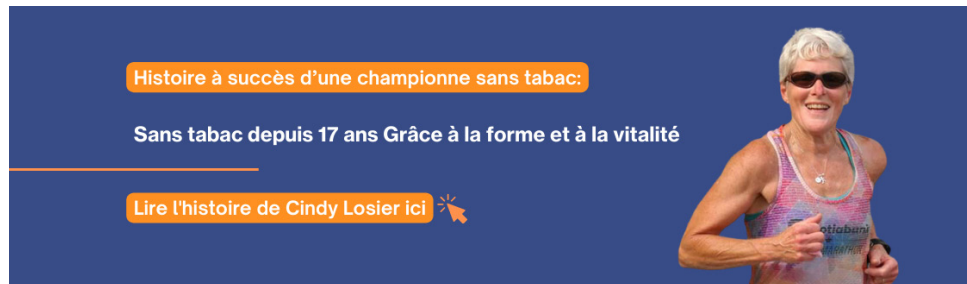 Histoire à succès d’une championne sans tabac:
Sans tabac depuis 17 ans Grâce à la forme et à la vitalité
Lire l'histoire de Cindy Losier ici
otiabank